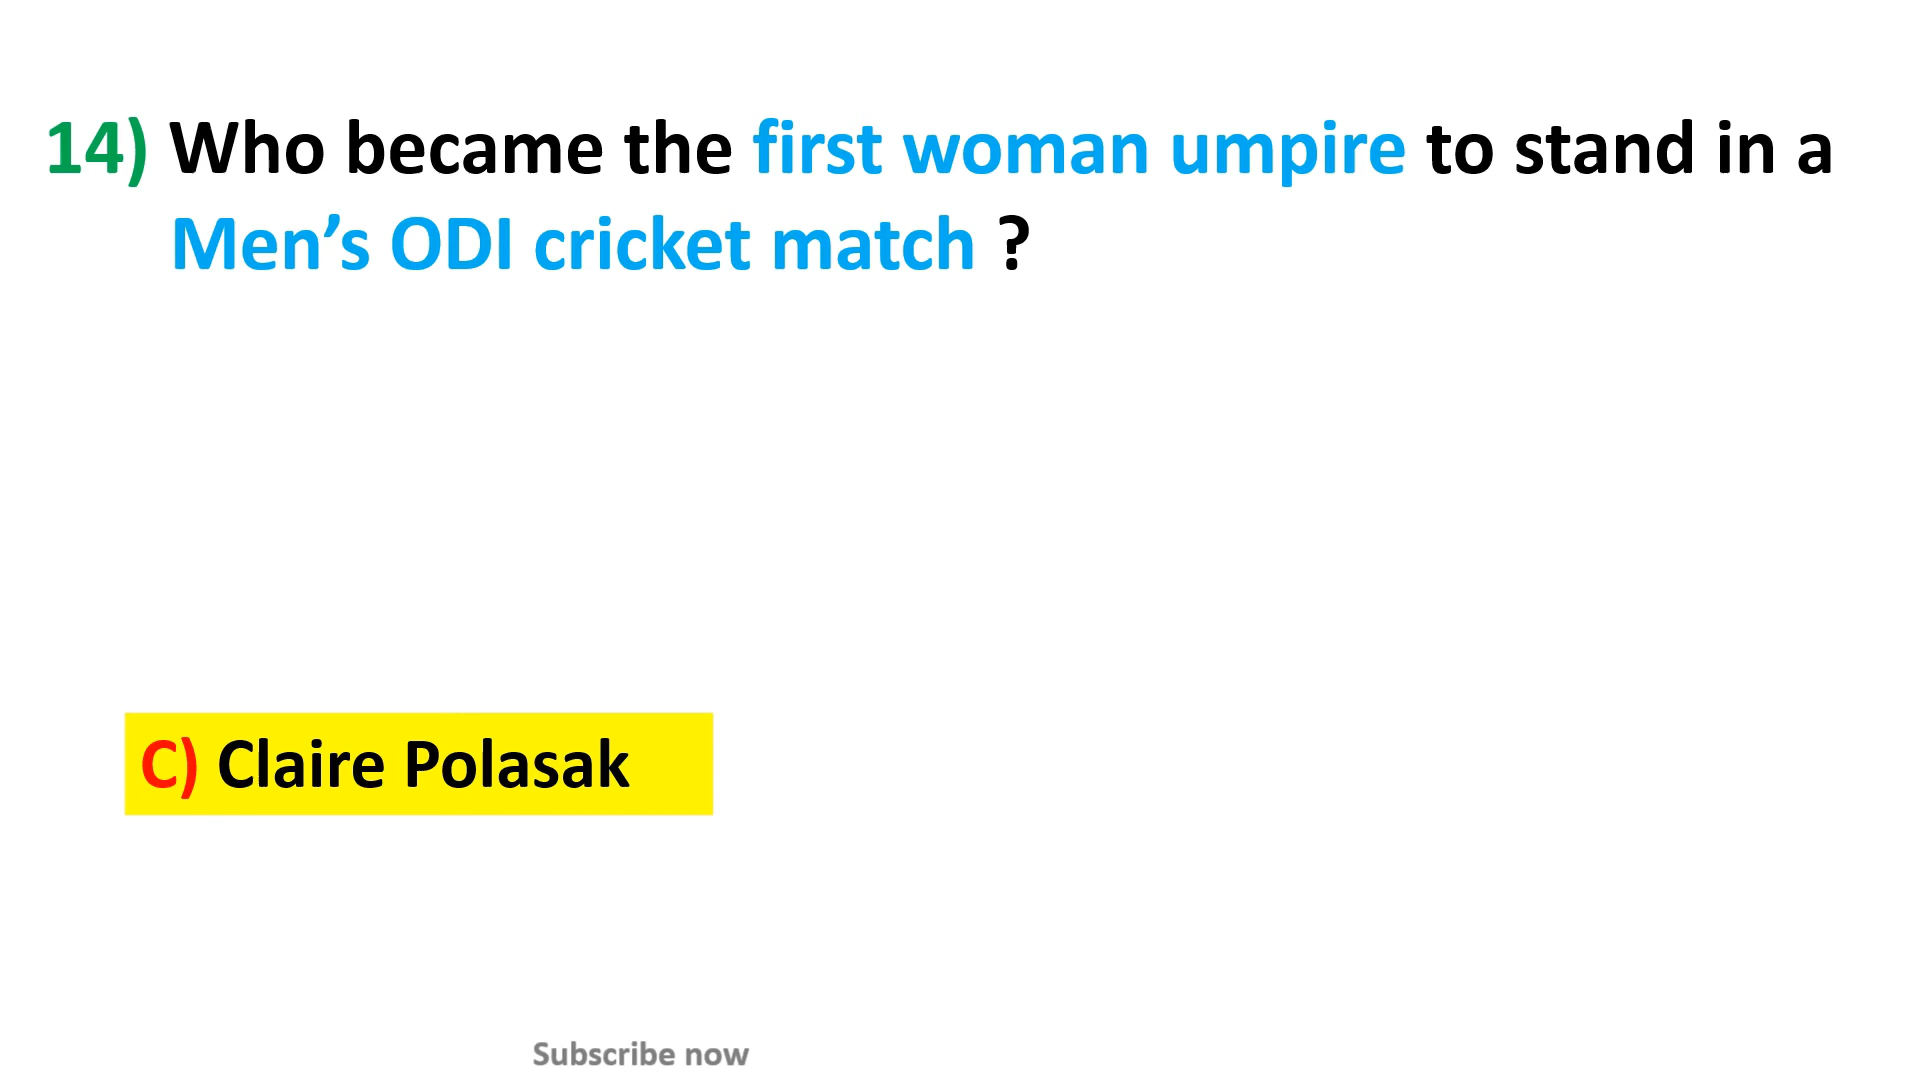 14) Who became the first woman umpire to stand in a
Men’s ODI cricket match ?
C) Claire Polasak
Subscribe now